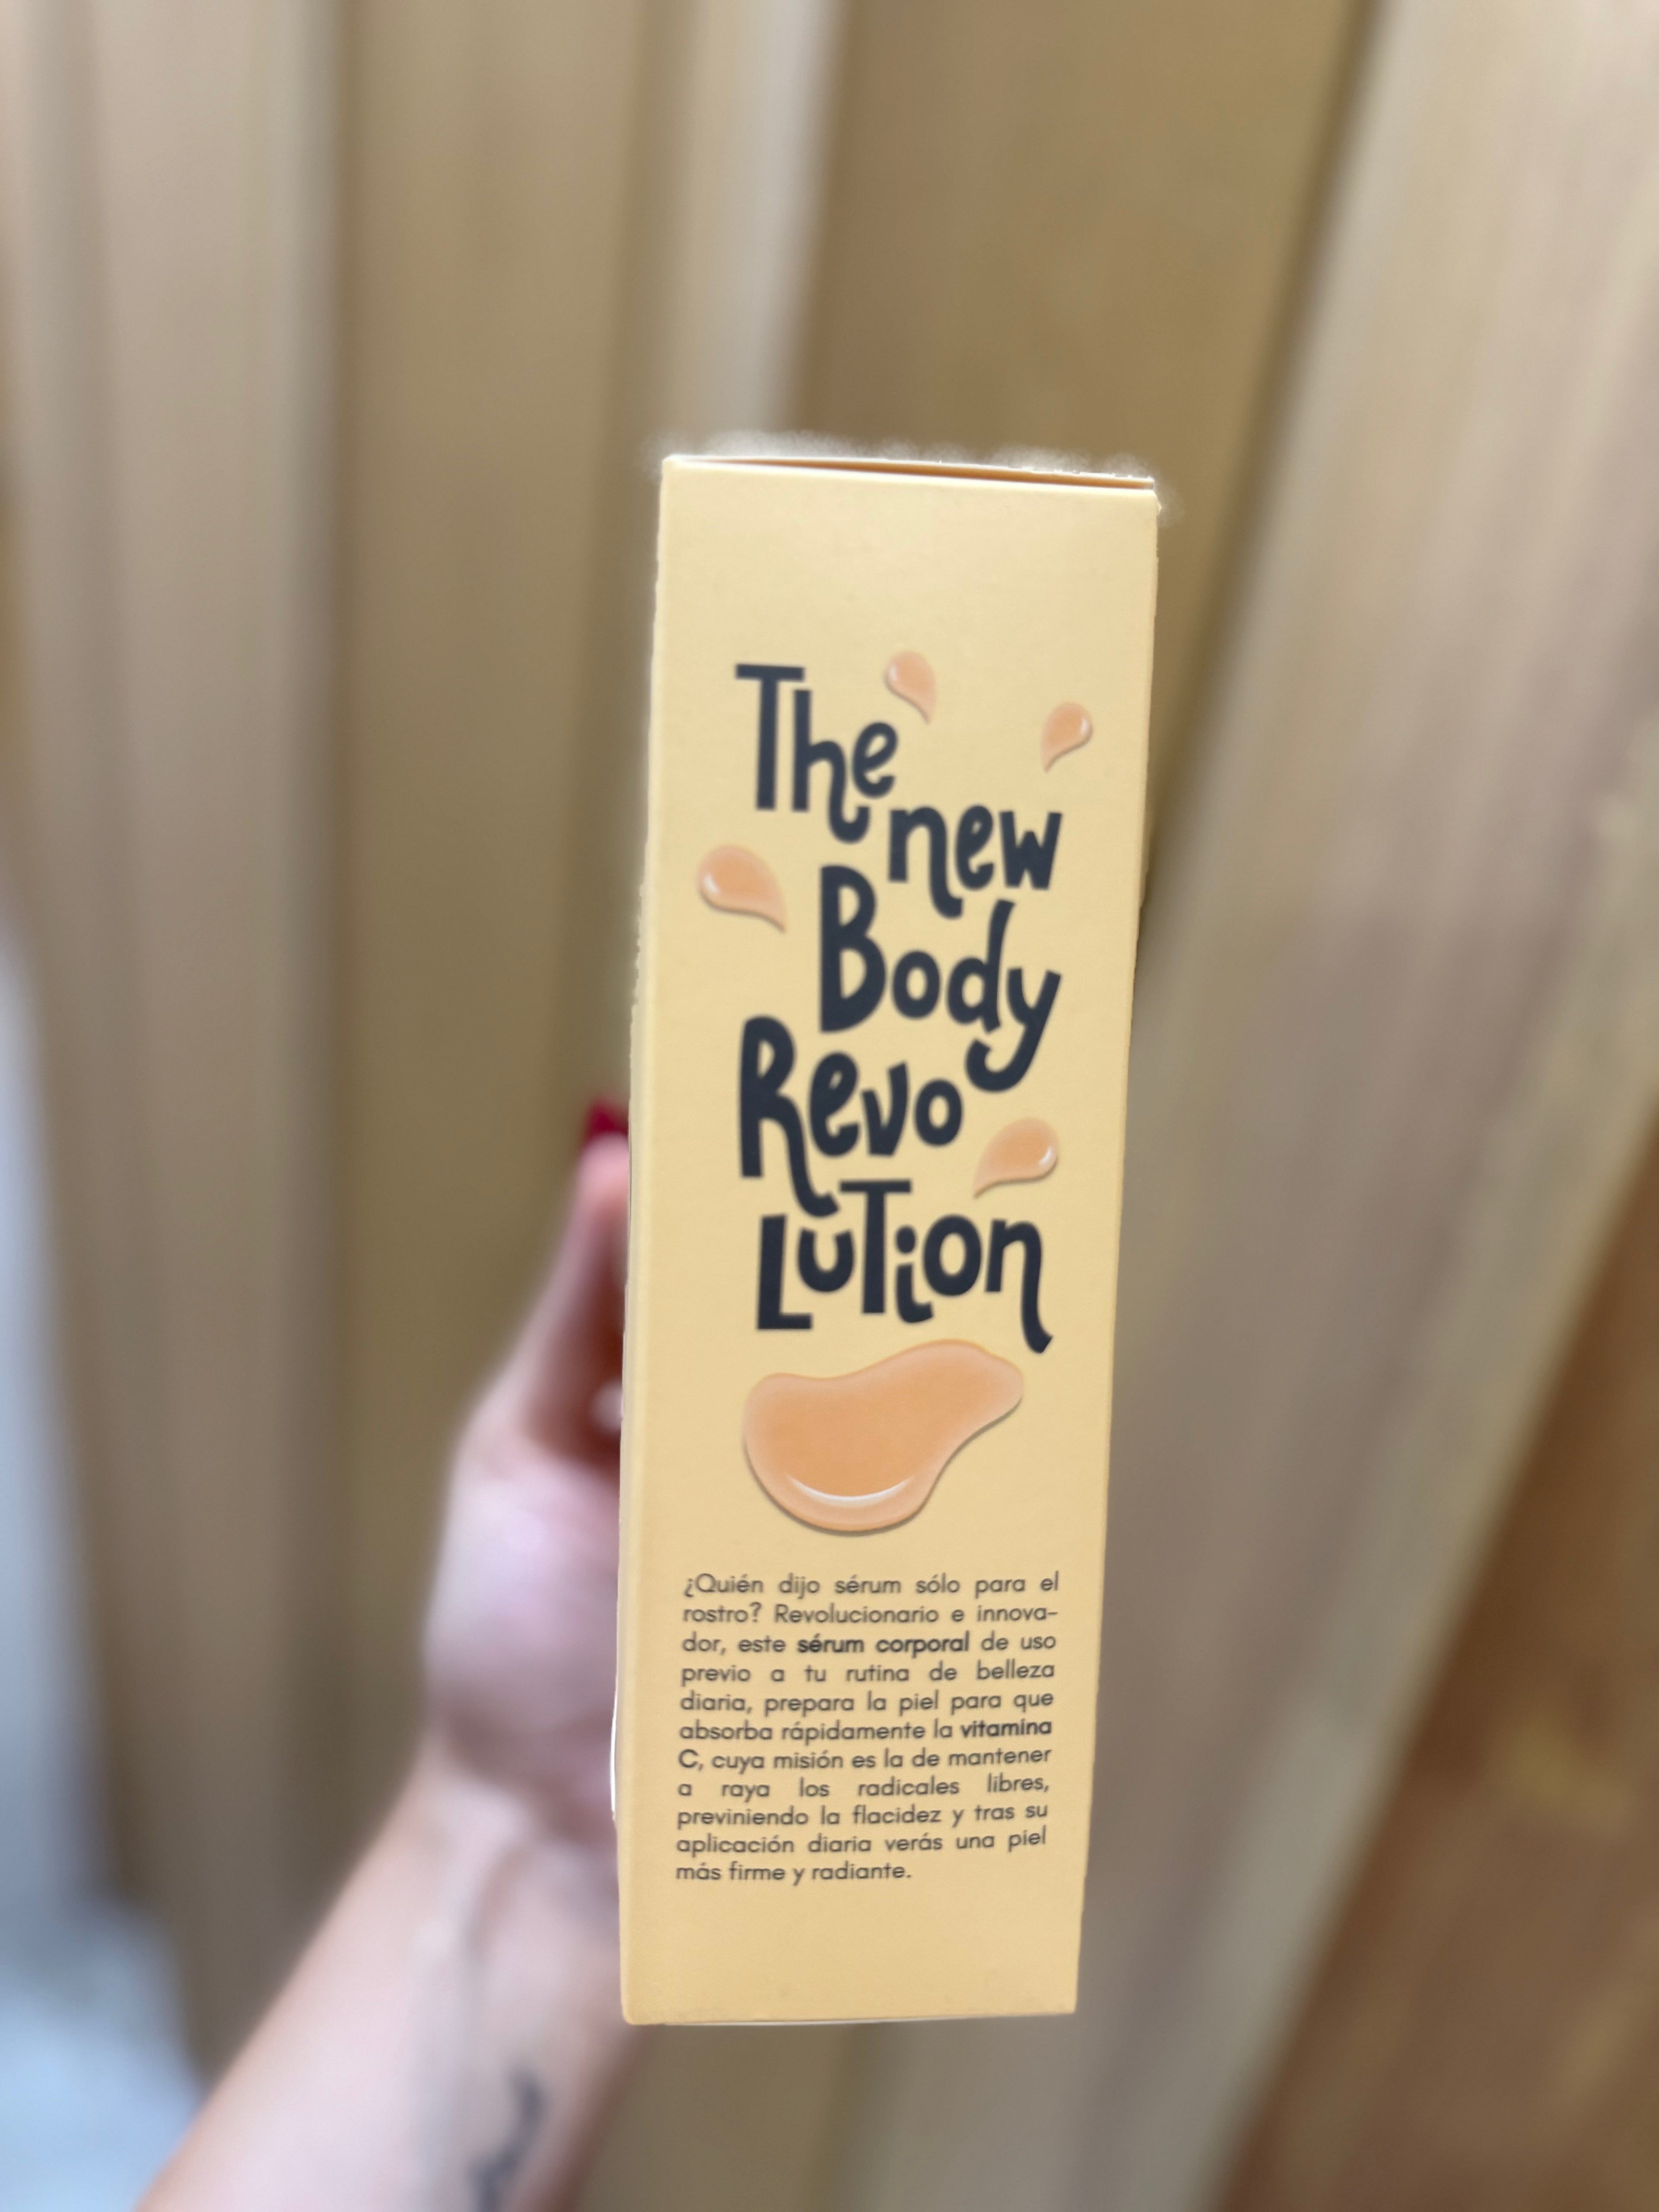 The
new
Body
Revo
Lution
¿Quién dijo sérum sólo para el
rostro? Revolucionario e innova-
dor, este sérum corporal de uso
previo a tu rutina de belleza
diaria, prepara la piel para que
absorba rápidamente la vitamina
C, cuya misión es la de mantener
a raya los radicales libres,
previniendo la flacidez y tras su
aplicación diaria verás una piel
más firme y radiante.